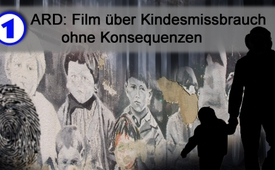 1
ARD: Film über Kindesmissbrauch
ohne Konsequenzen